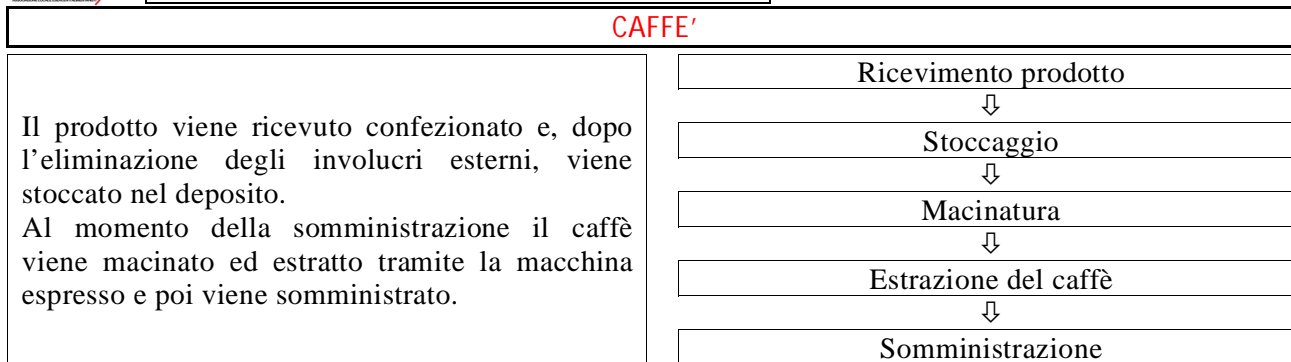 CAFFE’
Il prodotto viene ricevuto confezionato e, dopo
l’eliminazione degli involucri esterni, viene
stoccato nel deposito.
Al momento della somministrazione il caffè
viene macinato ed estratto tramite la macchina
espresso e poi viene somministrato.
Ricevimento prodotto
⇩
Stoccaggio
⇩
Macinatura
⇩
Estrazione del caffè
⇩
Somministrazione